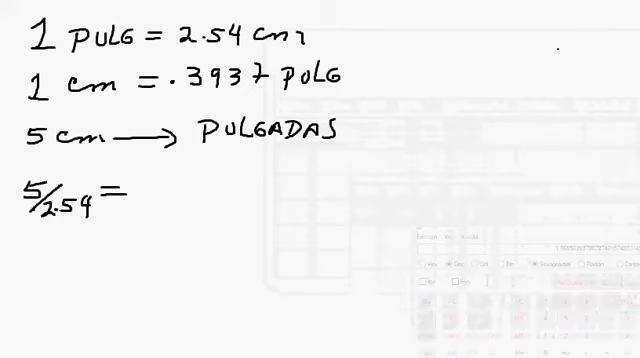 1 PULG = 2.54 cm
1 cm = .3937 PULG
5 cm → PULGADAS
5/2.54 =